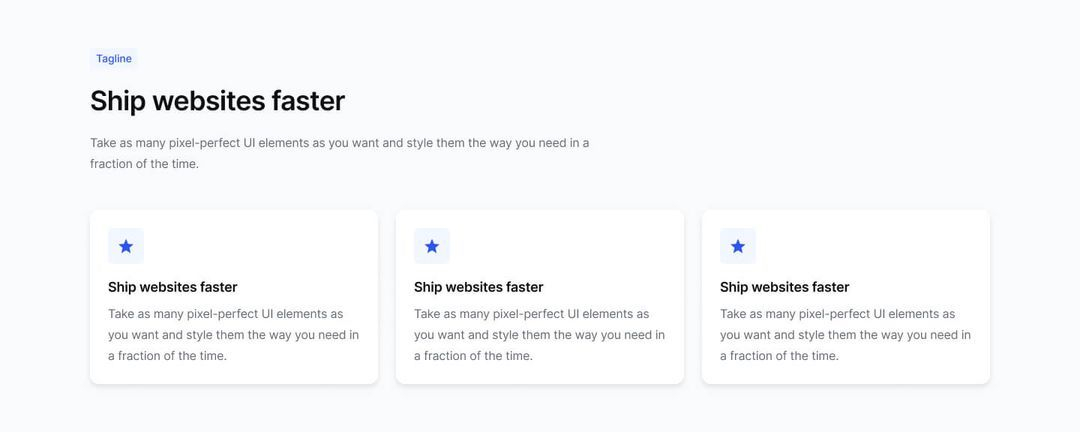 Tagline
Ship websites faster
Take as many pixel-perfect UI elements as you want and style them the way you need in a
fraction of the time.
Ship websites faster
Take as many pixel-perfect UI elements as
you want and style them the way you need in
a fraction of the time.
Ship websites faster
Take as many pixel-perfect UI elements as
you want and style them the way you need in
a fraction of the time.
Ship websites faster
Take as many pixel-perfect UI elements as
you want and style them the way you need in
a fraction of the time.